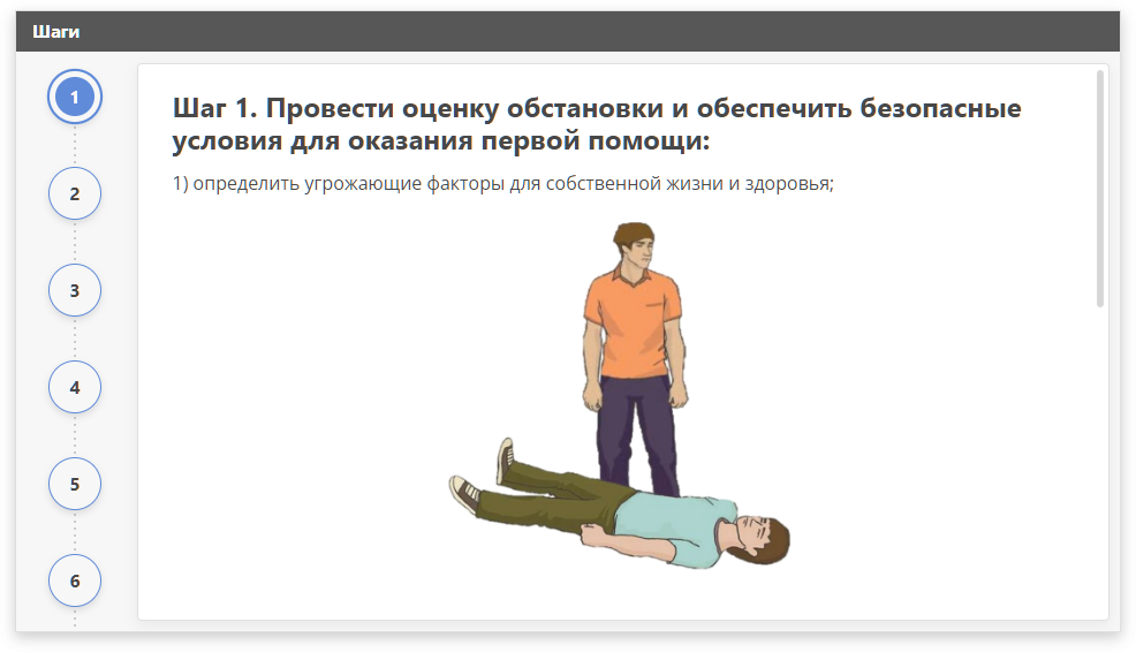 Шаги
1
Шаг 1. Провести оценку обстановки и обеспечить безопасные
условия для оказания первой помощи:
1) определить угрожающие факторы для собственной жизни и здоровья;
2
3
4
5
6